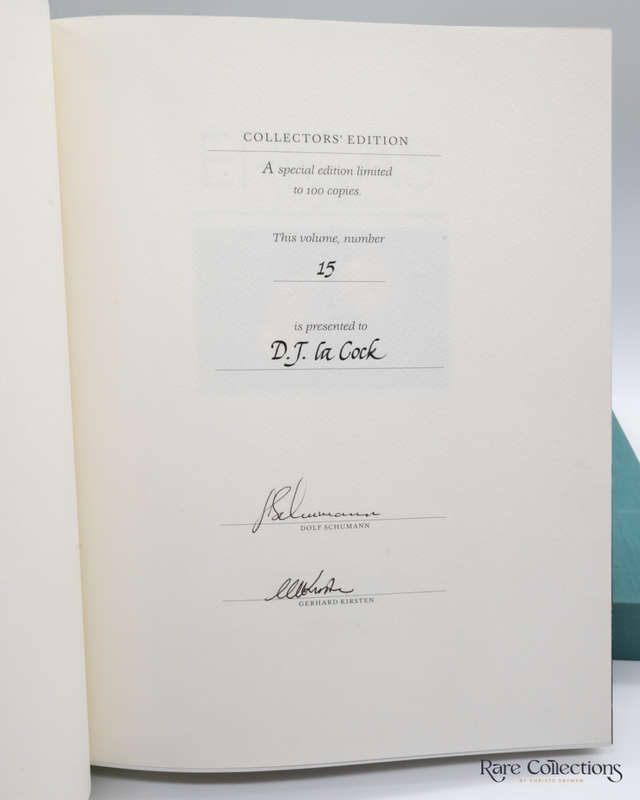 COLLECTORS' EDITION
A special edition limited
to 100 copies.
This volume, number
15
is presented to
D.J. la Cock
DOLF SCHUMANN
GERHARD KIRSTEN
Rare Collections